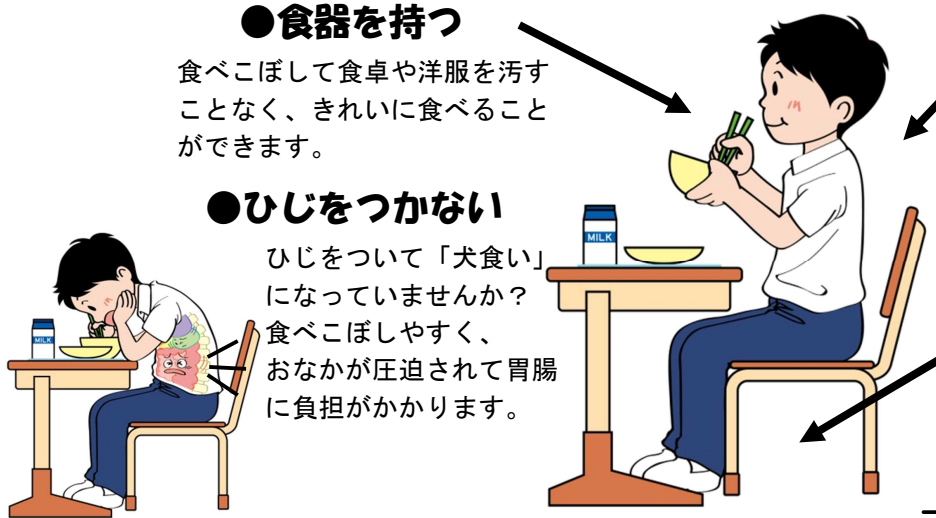 ●食器を持つ
食べこぼして食卓や洋服を汚す
ことなく、きれいに食べること
ができます。
●ひじをつかない
ひじをついて「犬食い」
になっていませんか？
食べこぼしやすく、
おなかが圧迫されて胃腸
に負担がかかります。
MILK
MILK